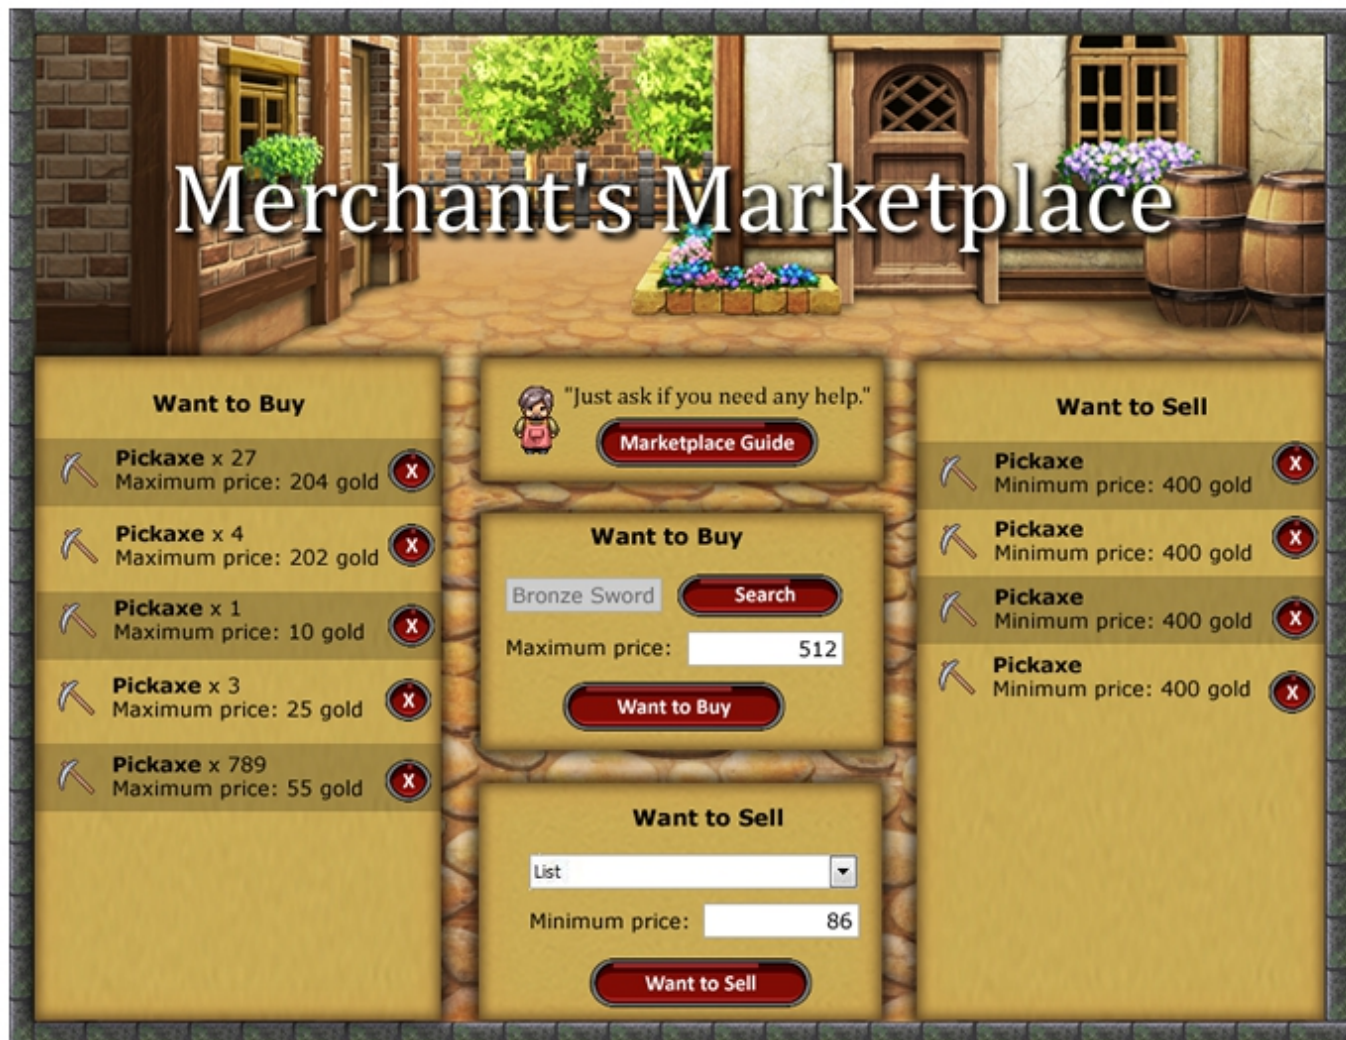 Merchant's Marketplace
Want to Buy
Pickaxe x 27
Maximum price: 204 gold
X
Pickaxe x 4
Maximum price: 202 gold
X
Pickaxe x 1
Maximum price: 10 gold
X
Pickaxe x 3
Maximum price: 25 gold
X
Pickaxe x 789
Maximum price: 55 gold
X
"Just ask if you need any help."
Marketplace Guide
Want to Buy
Bronze Sword
Search
Maximum price:
512
Want to Buy
Want to Sell
List
Minimum price:
86
Want to Sell
Want to Sell
Pickaxe
Minimum price: 400 gold
X
Pickaxe
Minimum price: 400 gold
X
Pickaxe
Minimum price: 400 gold
X
Pickaxe
Minimum price: 400 gold
X